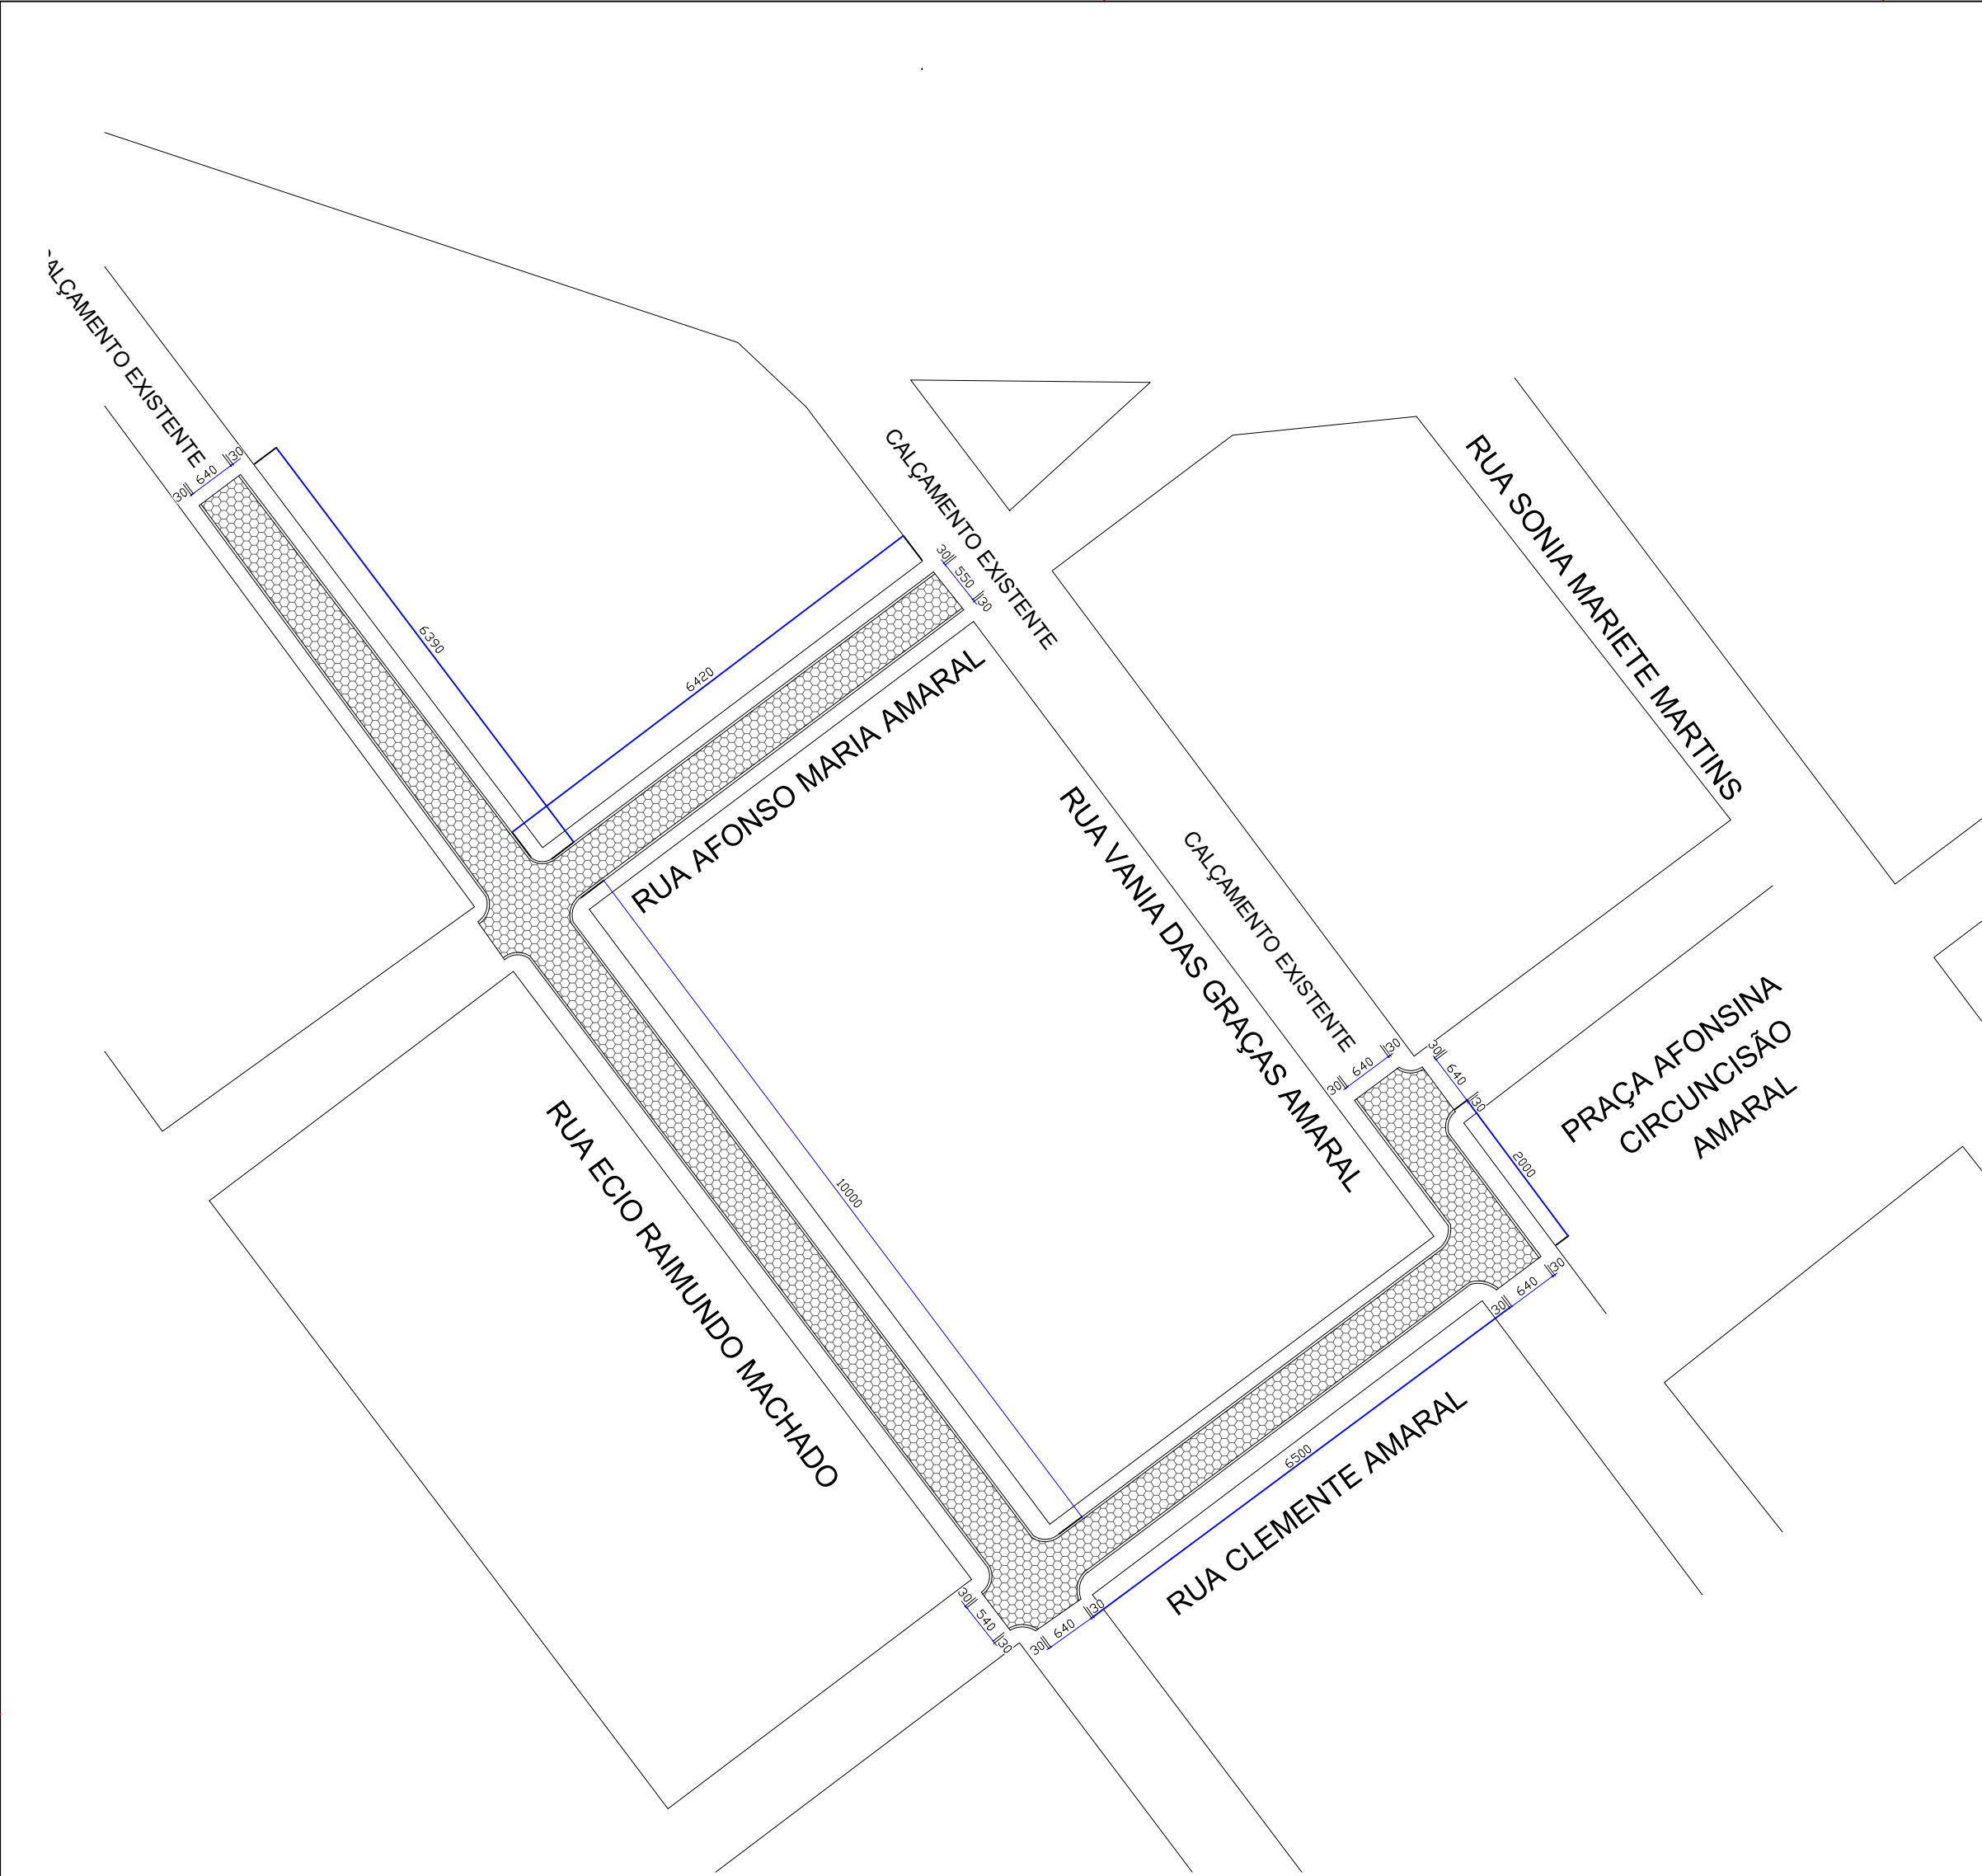 ALÇAMENTO EXISTENTE
30 640 30
6390
6420
CALÇAMENTO EXISTENTE
30 550 30
RUA SONIA MARIETE MARTINS
RUA AFONSO MARIA AMARAL
RUA VANIA DAS GRAÇAS AMARAL
CALÇAMENTO EXISTENTE
30 640 30
30 640 30
2000
PRAÇA AFONSINA
CIRCUNCISÃO
AMARAL
10000
RUA ECIO RAIMUNDO MACHADO
30 640 30
6500
RUA CLEMENTE AMARAL
30 540 30
30 640 30